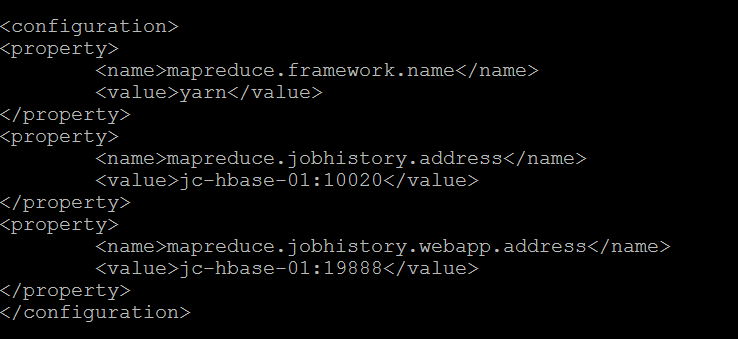 <configuration>
<property>
        <name>mapreduce.framework.name</name>
        <value>yarn</value>
</property>
<property>
        <name>mapreduce.jobhistory.address</name>
        <value>jc-hbase-01:10020</value>
</property>
<property>
        <name>mapreduce.jobhistory.webapp.address</name>
        <value>jc-hbase-01:19888</value>
</property>
</configuration>